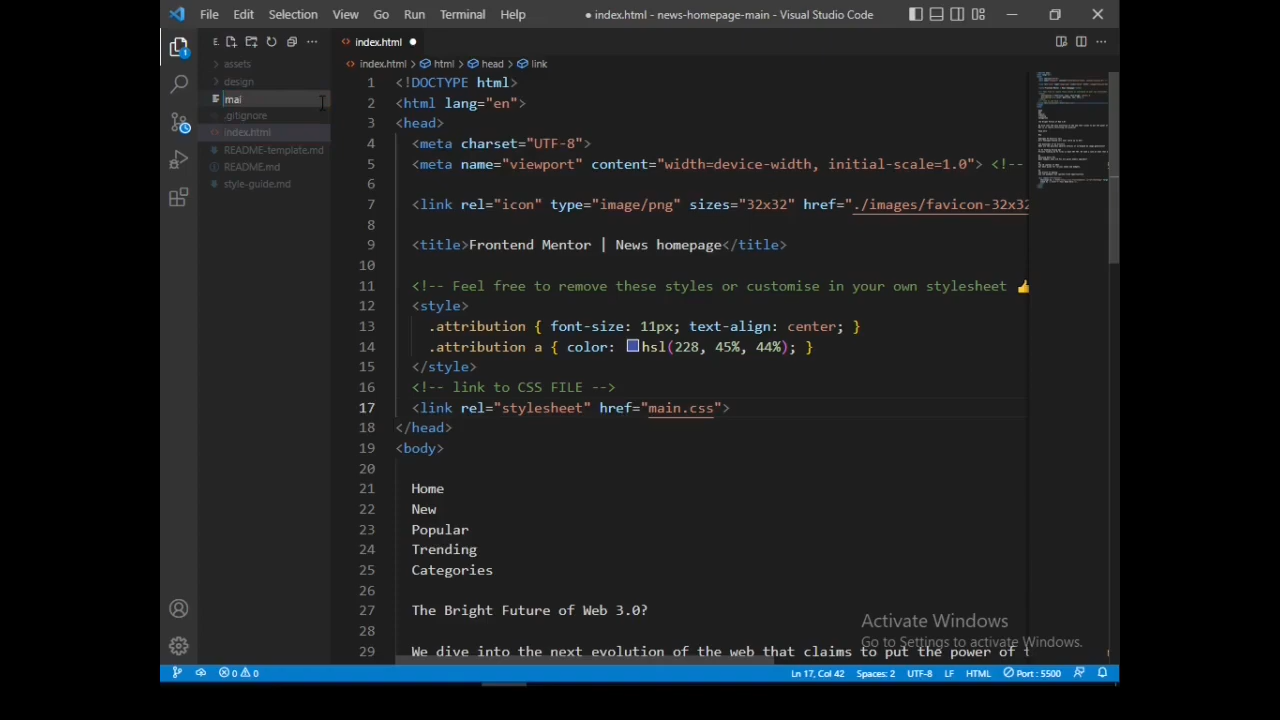 File Edit Selection View Go Run Terminal Help
● index.html - news-homepage-main - Visual Studio Code
E.
index.html
index.html > html > head > link
assets
design
mai
.gitignore
index.html
README-template.md
README.md
style-guide.md
1 <!DOCTYPE html>
2 <html lang="en">
3 <head>
4 <meta charset="UTF-8">
5 <meta name="viewport" content="width=device-width, initial-scale=1.0"> <!--
6
7 <link rel="icon" type="image/png" sizes="32x32" href="./images/favicon-32x32
8
9 <title>Frontend Mentor | News homepage</title>
10
11 <!-- Feel free to remove these styles or customise in your own stylesheet 👍
12 <style>
13 .attribution { font-size: 11px; text-align: center; }
14 .attribution a { color: hsl(228, 45%, 44%); }
15 </style>
16 <!-- link to CSS FILE -->
17 <link rel="stylesheet" href="main.css">
18 </head>
19 <body>
20
21 Home
22 New
23 Popular
24 Trending
25 Categories
26
27 The Bright Future of Web 3.0?
28
29 We dive into the next evolution of the web that claims to put the power of
Activate Windows
Go to Settings to activate Windows.
0 0
Ln 17, Col 42 Spaces: 2 UTF-8 LF HTML Port : 5500